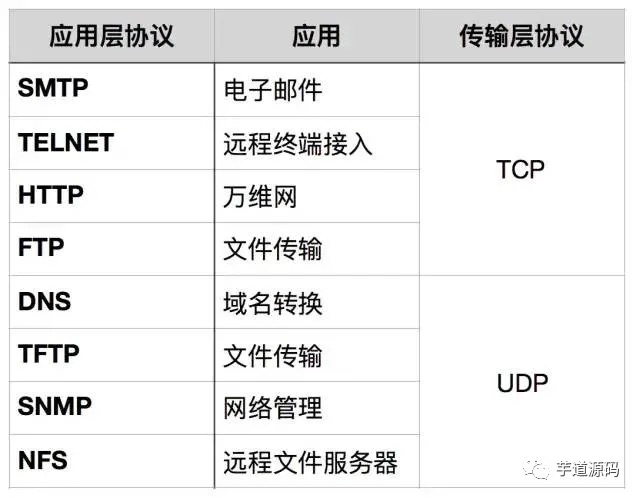 应用层协议 应用 传输层协议
SMTP 电子邮件
TELNET 远程终端接入
TCP
HTTP 万维网
FTP 文件传输
DNS 域名转换
TFTP 文件传输
UDP
SNMP 网络管理
NFS 远程文件服务器
芋道源码